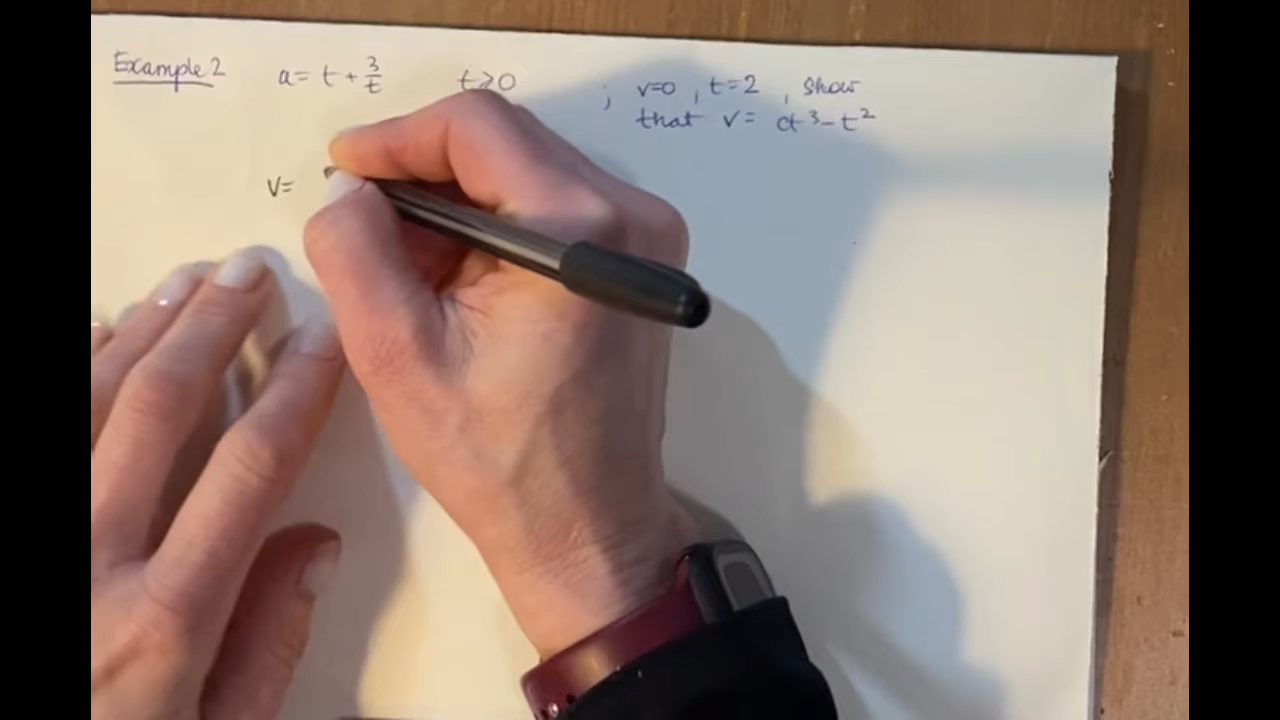 Example 2 a = t + 3/t t ≥ 0 ; v=0 , t=2 , show
that v = ct³ - t²
v=